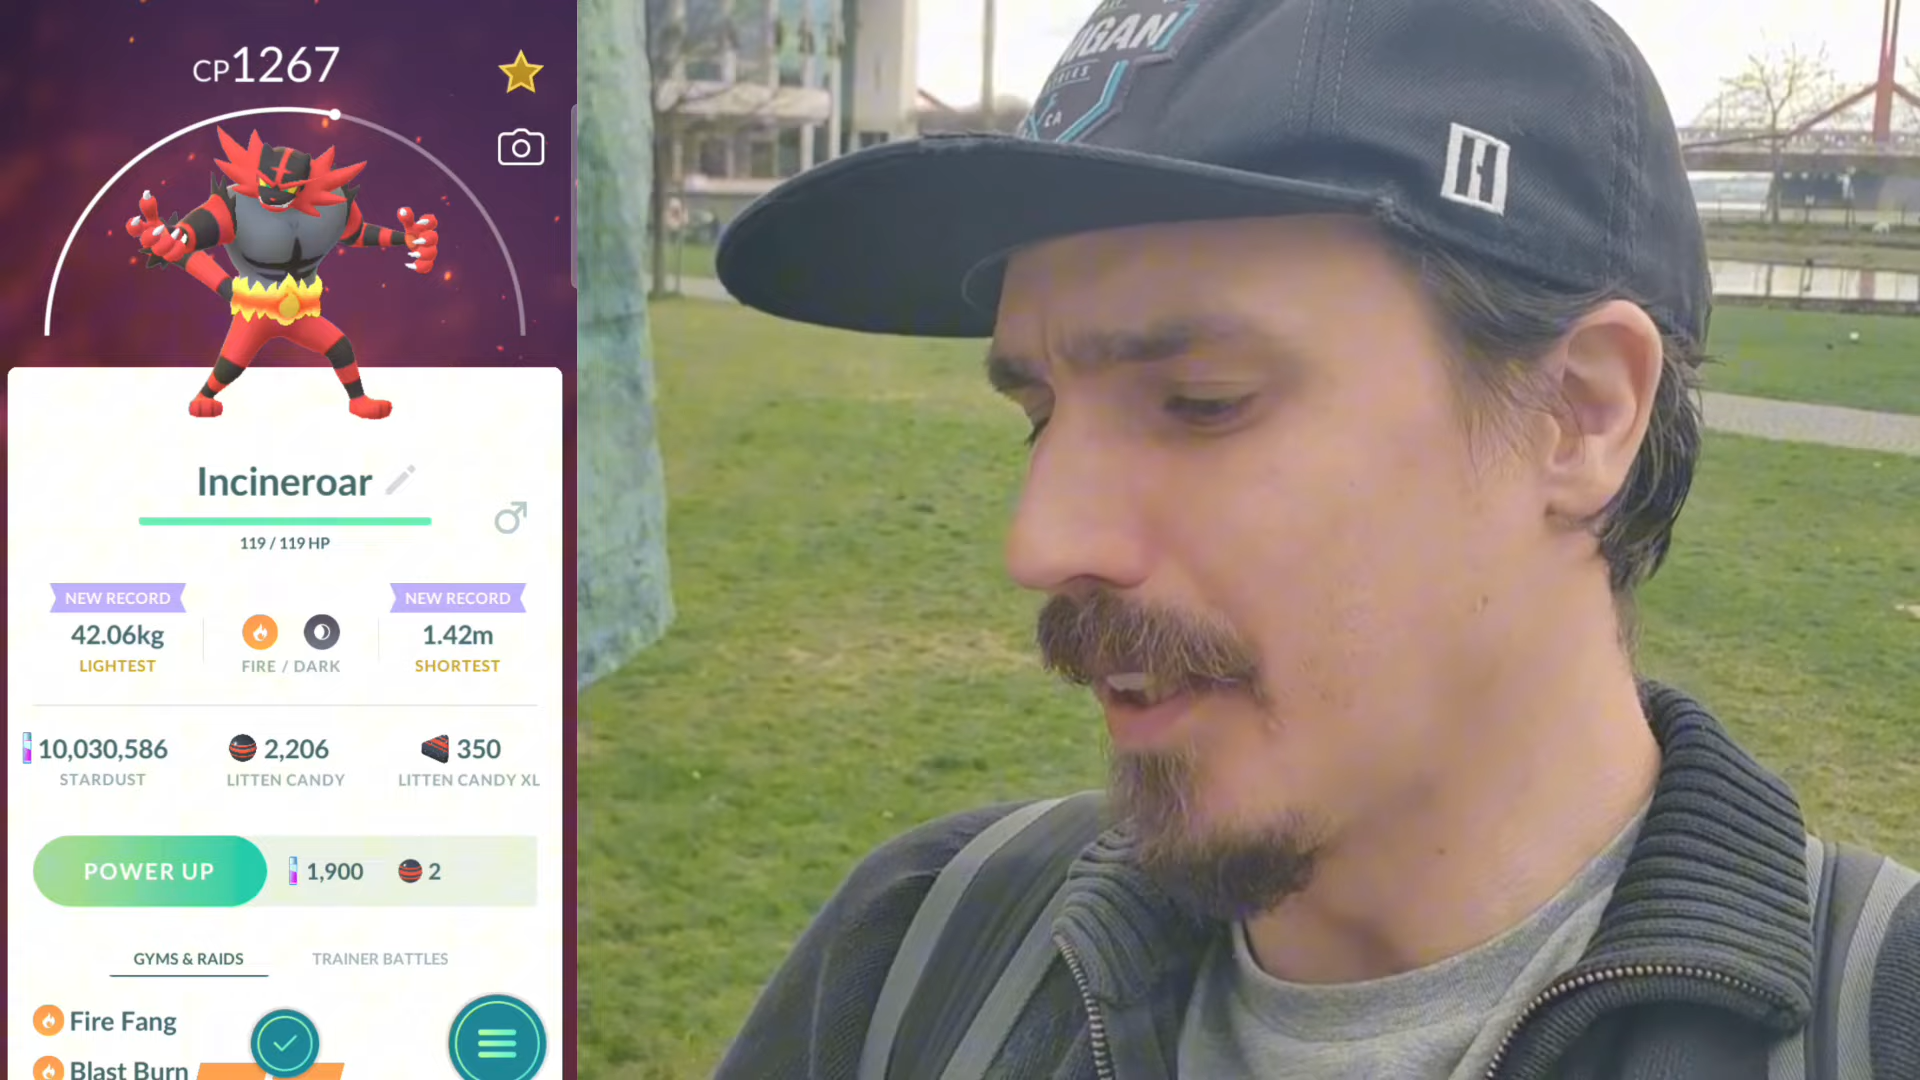 CP1267
Incineroar
119 / 119 HP
NEW RECORD
42.06kg
LIGHTEST
FIRE / DARK
NEW RECORD
1.42m
SHORTEST
10,030,586
STARDUST
2,206
LITTEN CANDY
350
LITTEN CANDY XL
POWER UP
1,900
2
GYMS & RAIDS
TRAINER BATTLES
Fire Fang
Blast Burn
CA